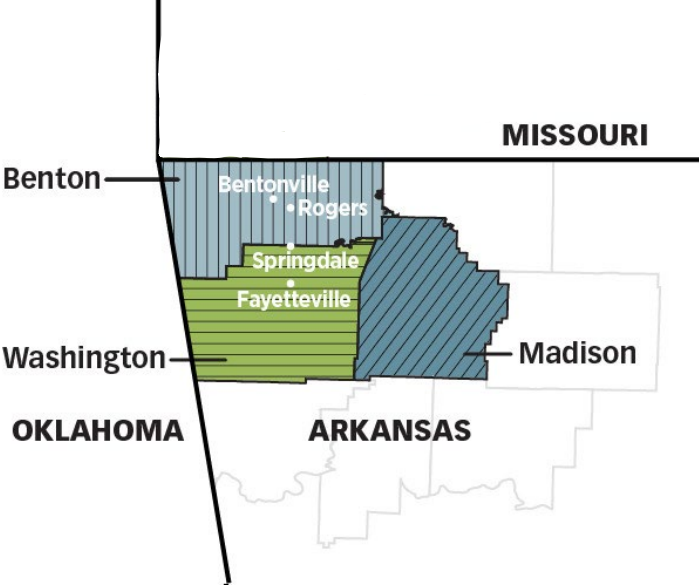 MISSOURI
Benton
Bentonville
Rogers
Springdale
Fayetteville
Washington
Madison
OKLAHOMA
ARKANSAS